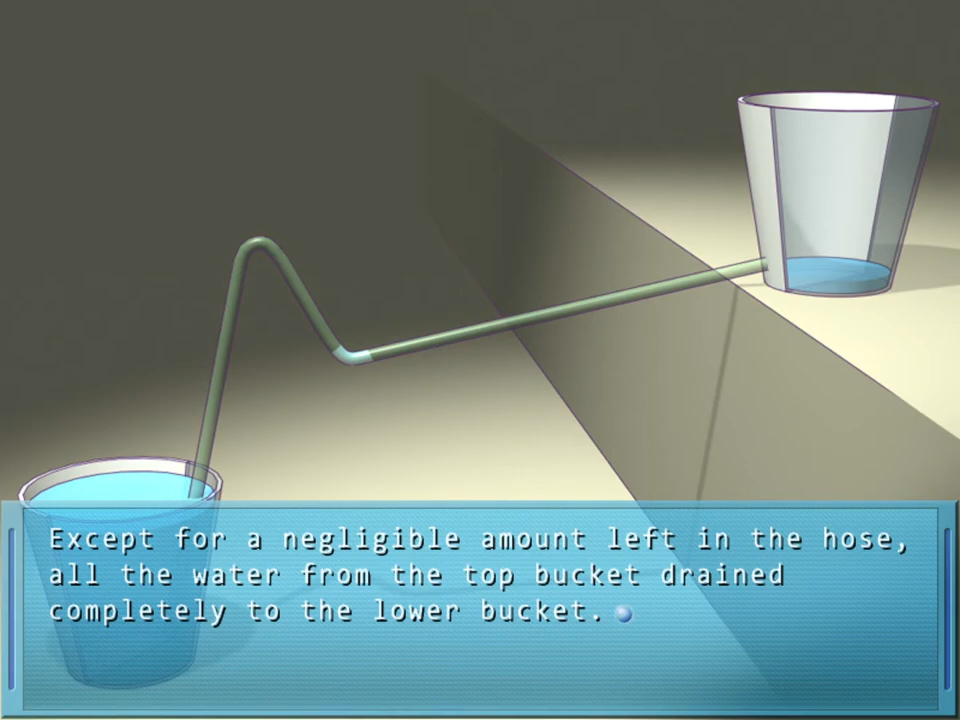 Except for a negligible amount left in the hose,
all the water from the top bucket drained
completely to the lower bucket.